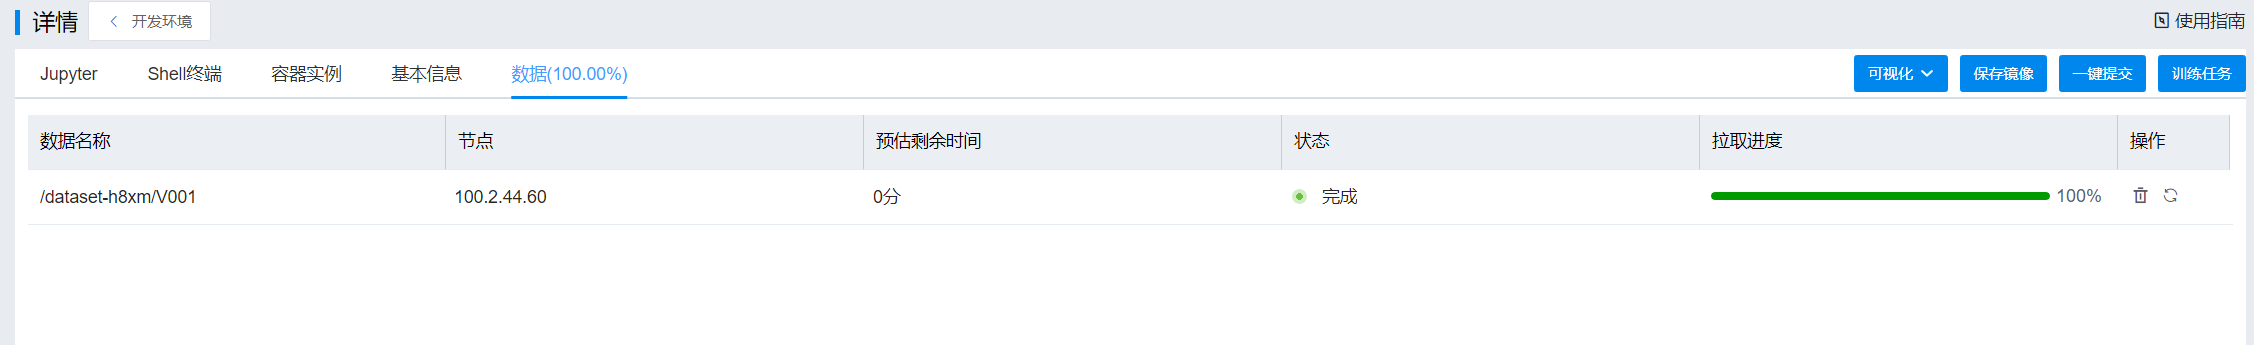 详情 开发环境 使用指南
Jupyter Shell终端 容器实例 基本信息 数据(100.00%) 可视化 保存镜像 一键提交 训练任务
数据名称 节点 预估剩余时间 状态 拉取进度 操作
/dataset-h8xm/V001 100.2.44.60 0分 完成 100%